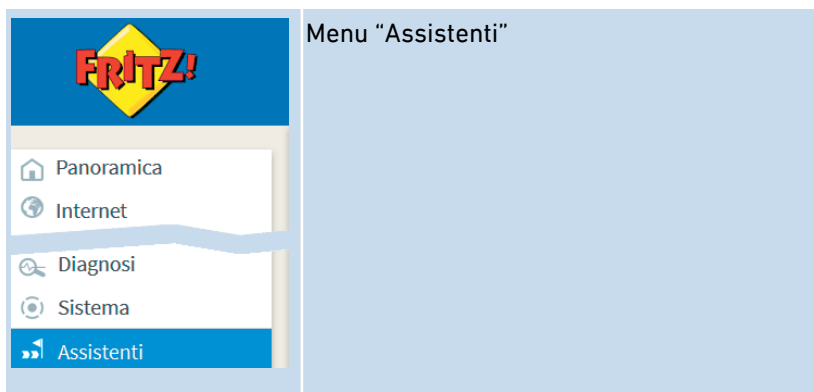 FRITZ!
Menu “Assistenti”
Panoramica
Internet
Diagnosi
Sistema
Assistenti